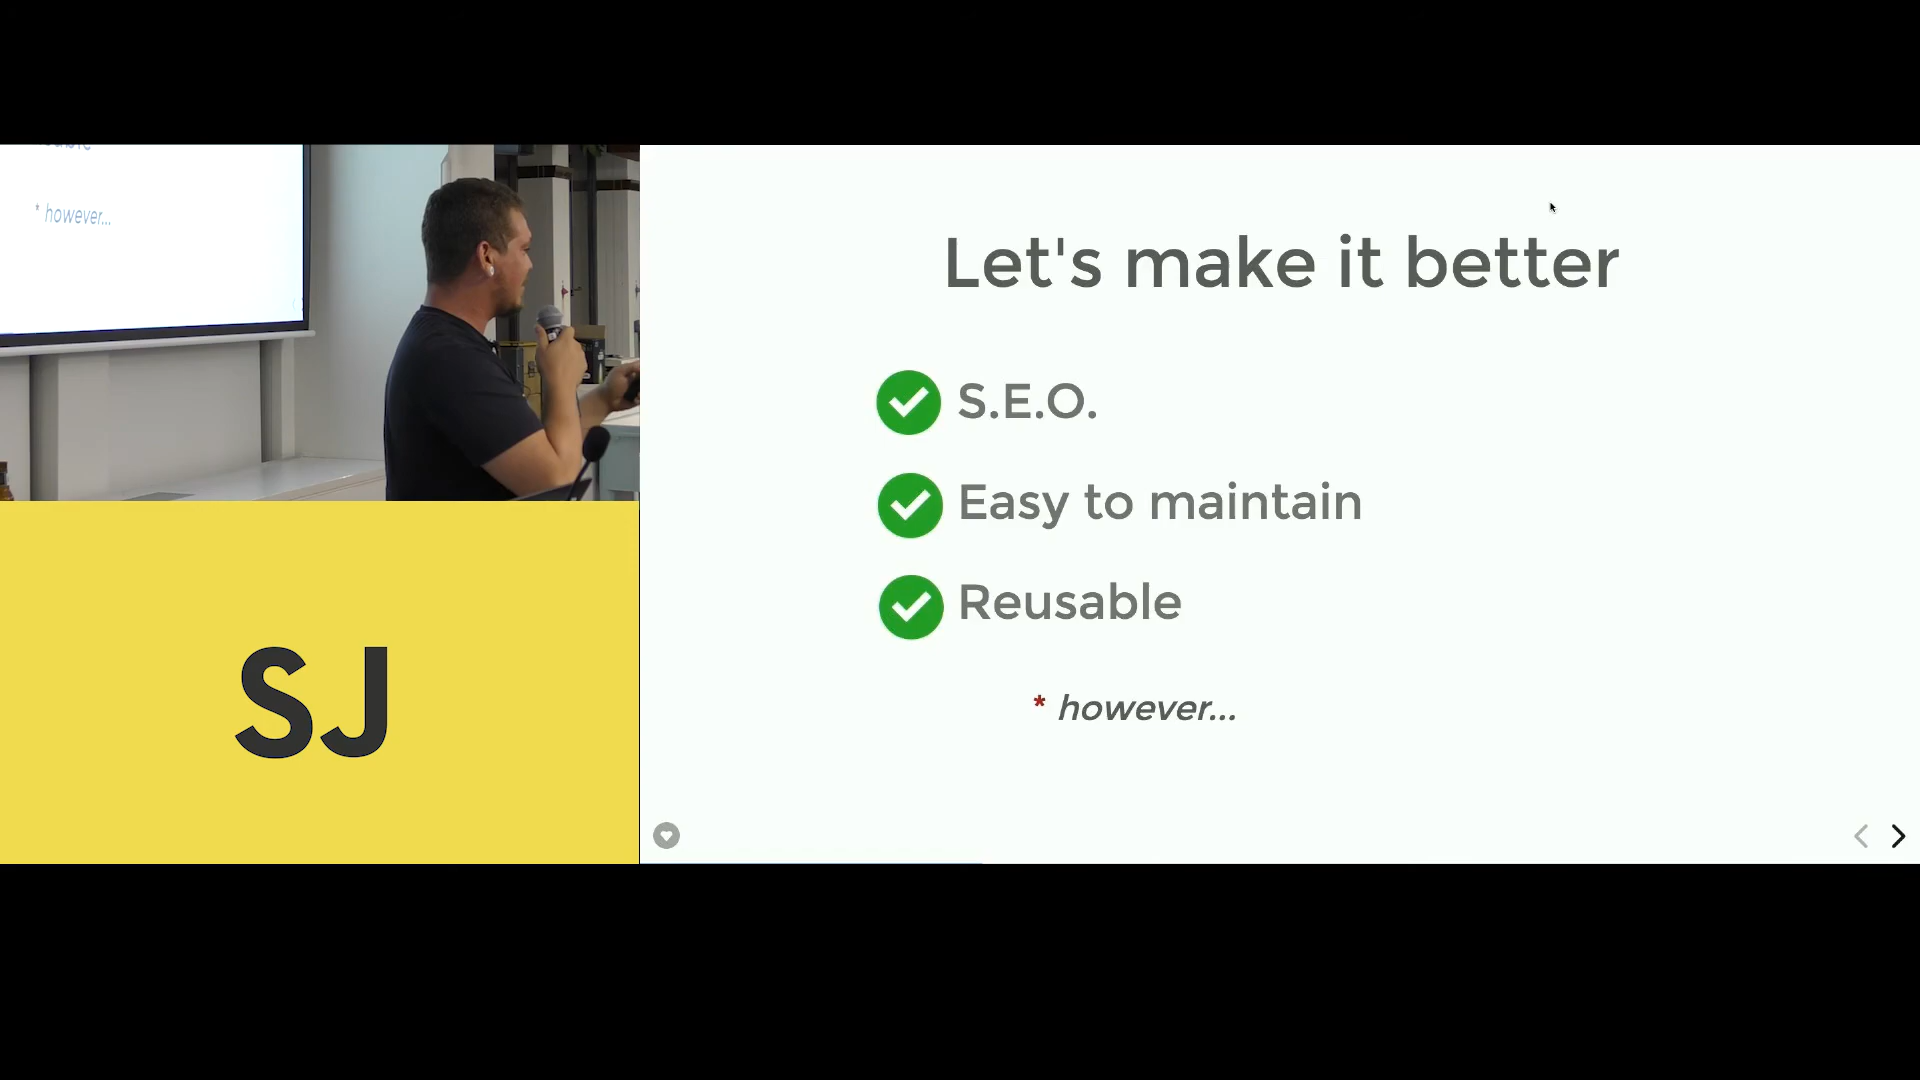 * however...
SJ
Let's make it better
S.E.O.
Easy to maintain
Reusable
* however...